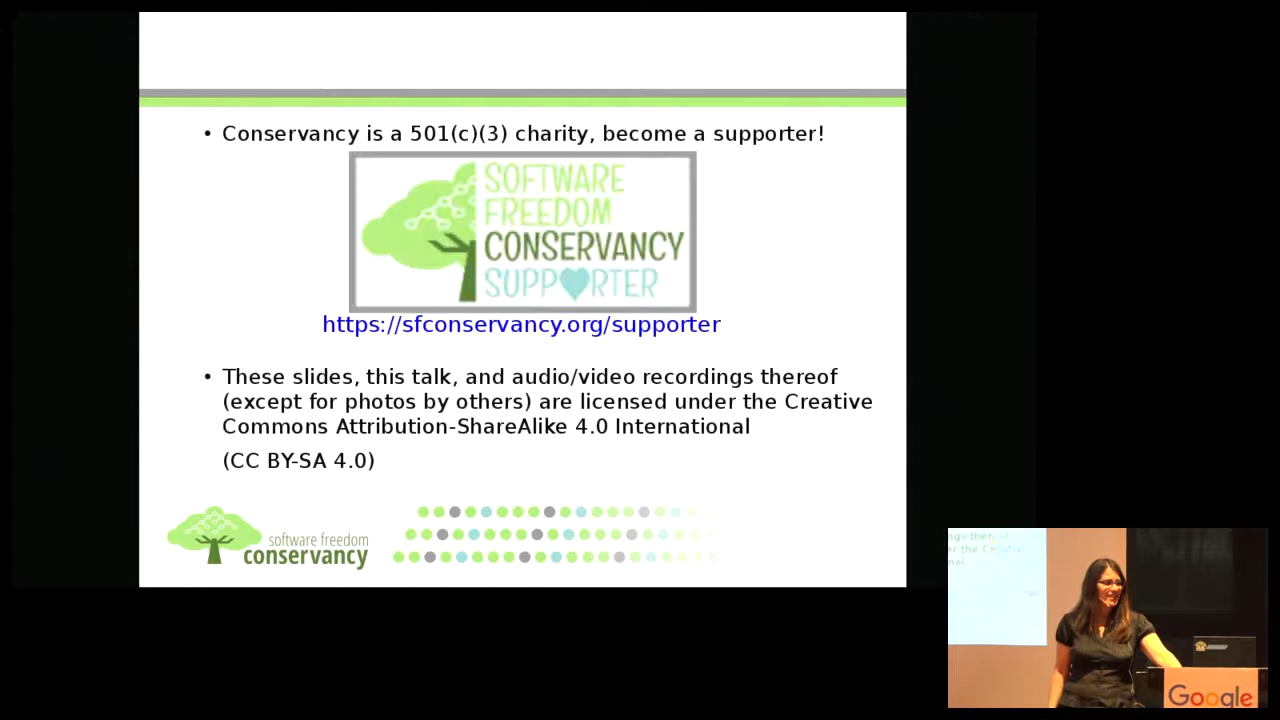 • Conservancy is a 501(c)(3) charity, become a supporter!
SOFTWARE
FREEDOM
CONSERVANCY
SUPPORTER
https://sfconservancy.org/supporter
• These slides, this talk, and audio/video recordings thereof
(except for photos by others) are licensed under the Creative
Commons Attribution-ShareAlike 4.0 International
(CC BY-SA 4.0)
software freedom
conservancy
Google